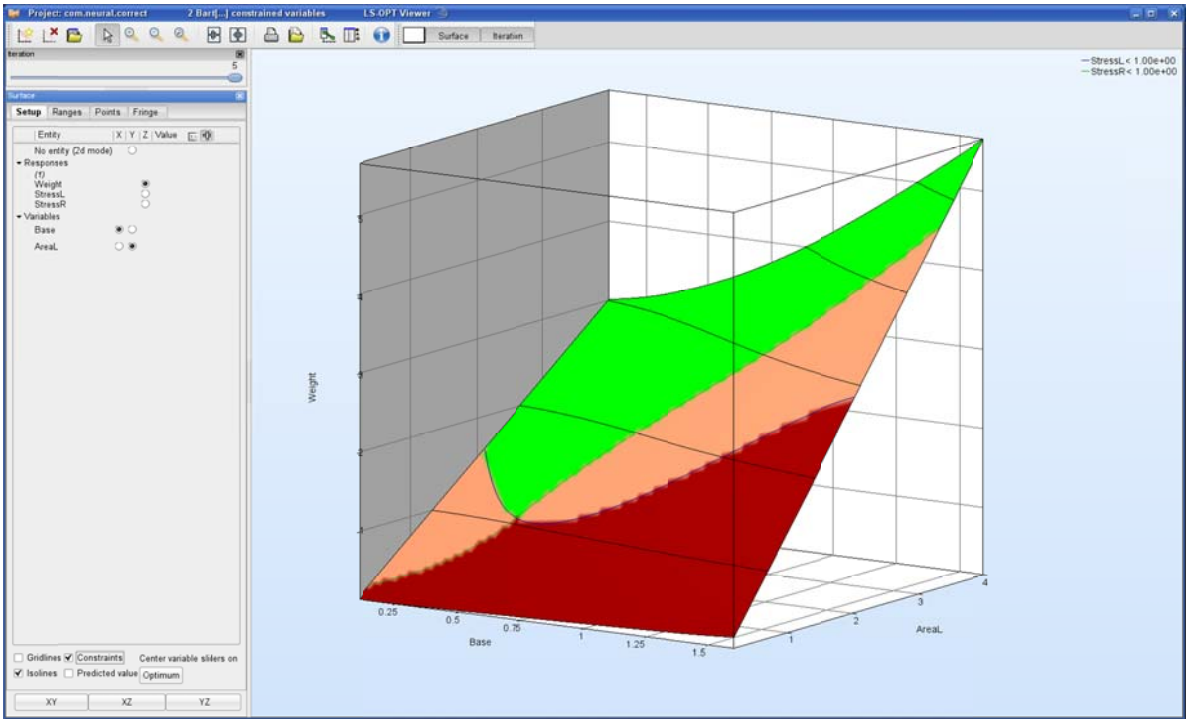 Project: com.neural.correct 2 Bart[...] constrained variables LS-OPT Viewer
Surface Iteration
Iteration
5
Surface
Setup Ranges Points Fringe
Entity X Y Z Value
No entity (2d mode)
Responses
(1)
Weight
StressL
StressR
Variables
Base
AreaL
Gridlines Constraints Center variable sliders on
Isolines Predicted value Optimum
XY XZ YZ
StressL < 1.00e+00
StressR < 1.00e+00
Weight
5
4
3
2
1
0.25
0.5
0.75
1
1.25
1.5
Base
1
2
3
4
AreaL